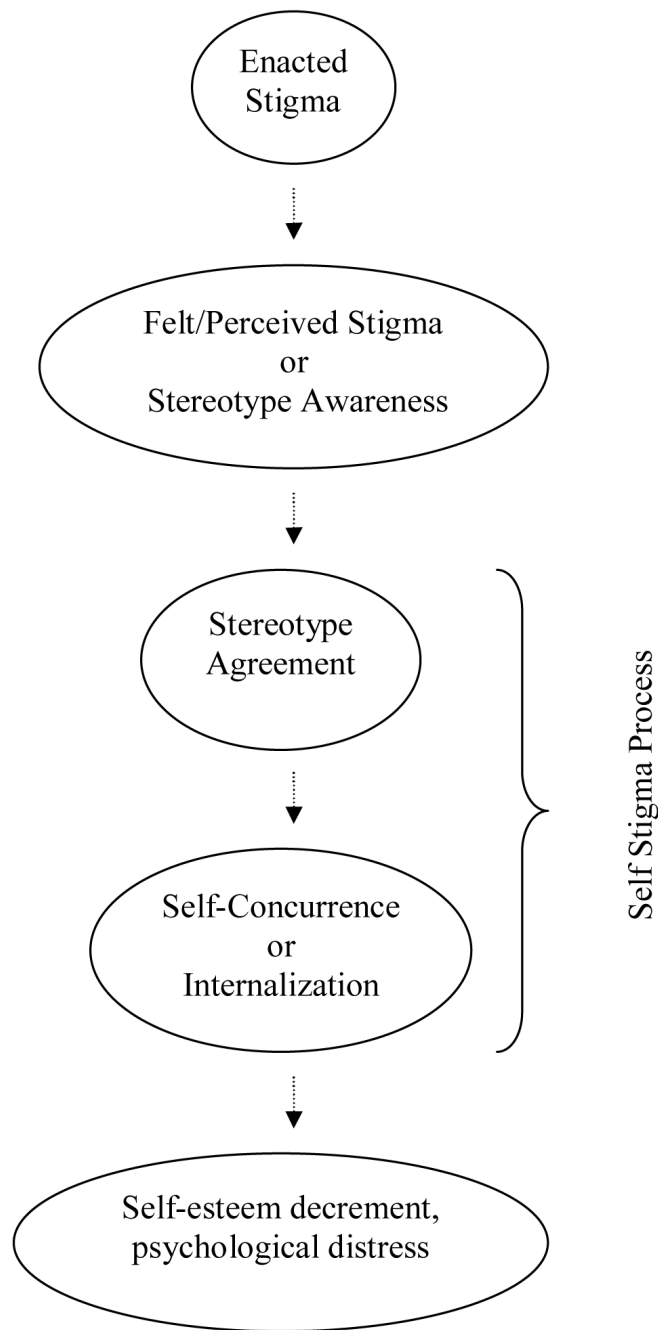 Enacted
Stigma
Felt/Perceived Stigma
or
Stereotype Awareness
Stereotype
Agreement
Self-Concurrence
or
Internalization
Self Stigma Process
Self-esteem decrement,
psychological distress